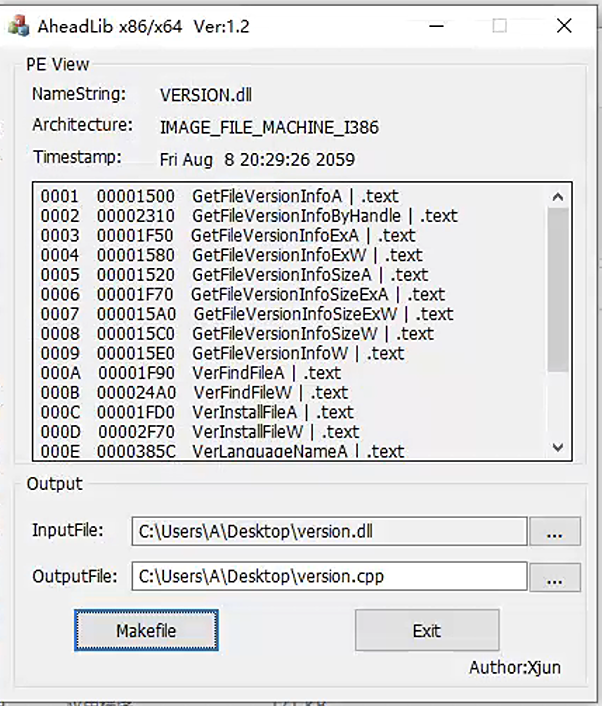 AheadLib x86/x64 Ver:1.2
PE View
NameString: VERSION.dll
Architecture: IMAGE_FILE_MACHINE_I386
Timestamp: Fri Aug 8 20:29:26 2059
0001 00001500 GetFileVersionInfoA | .text
0002 00002310 GetFileVersionInfoByHandle | .text
0003 00001F50 GetFileVersionInfoExA | .text
0004 00001580 GetFileVersionInfoExW | .text
0005 00001520 GetFileVersionInfoSizeA | .text
0006 00001F70 GetFileVersionInfoSizeExA | .text
0007 000015A0 GetFileVersionInfoSizeExW | .text
0008 000015C0 GetFileVersionInfoSizeW | .text
0009 000015E0 GetFileVersionInfoW | .text
000A 00001F90 VerFindFileA | .text
000B 000024A0 VerFindFileW | .text
000C 00001FD0 VerInstallFileA | .text
000D 00002F70 VerInstallFileW | .text
000E 0000385C VerLanguageNameA | .text
Output
InputFile: C:\Users\A\Desktop\version.dll ...
OutputFile: C:\Users\A\Desktop\version.cpp ...
Makefile Exit
Author:Xjun